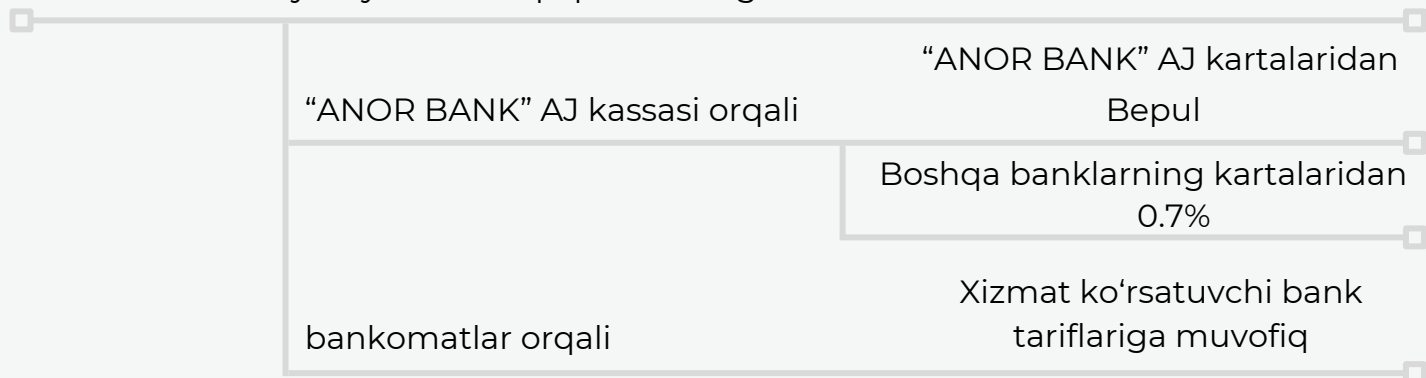 “ANOR BANK” AJ kartalaridan
“ANOR BANK” AJ kassasi orqali
Bepul
Boshqa banklarning kartalaridan
0.7%
Xizmat ko‘rsatuvchi bank
bankomatlar orqali
tariflariga muvofiq